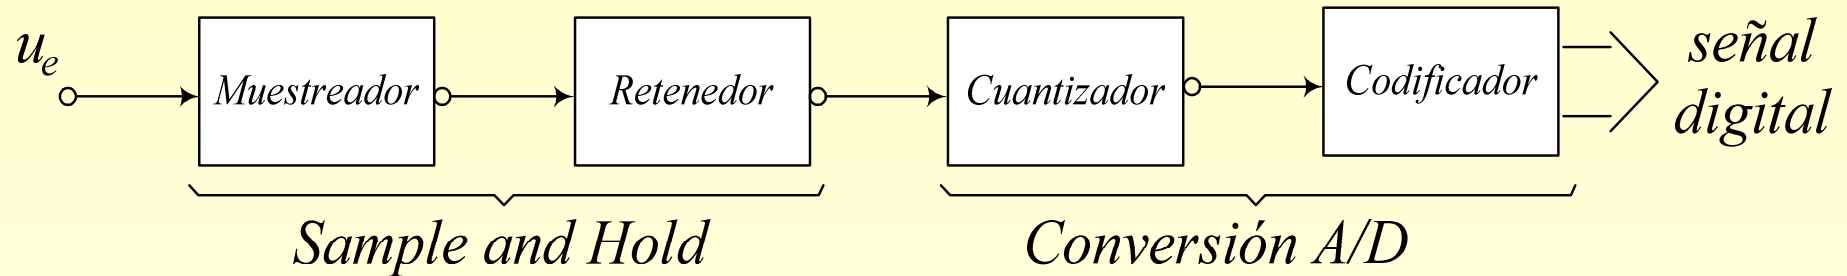 u_e
Muestreador
Retenedor
Cuantizador
Codificador
señal
digital
Sample and Hold
Conversión A/D